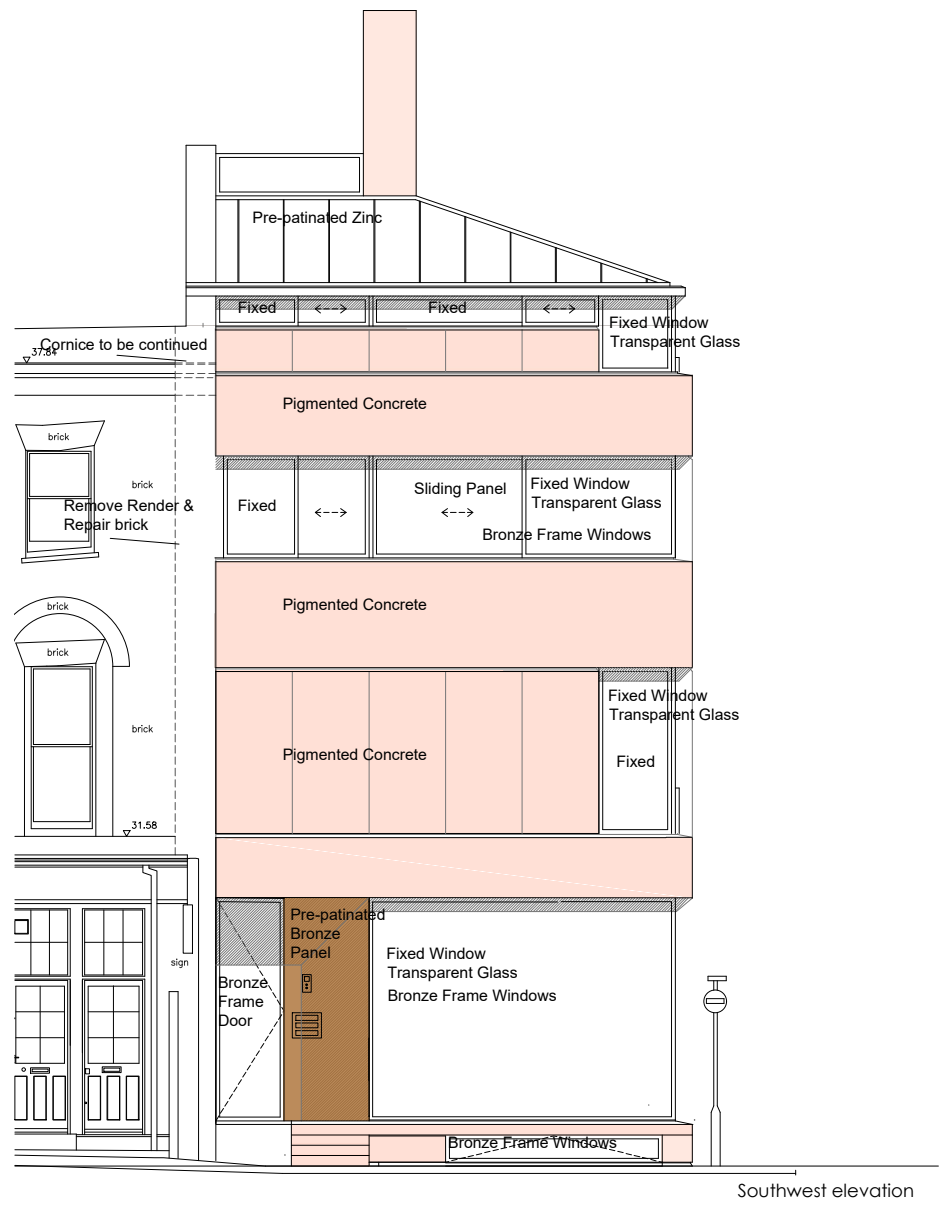 Pre-patinated Zinc
Fixed
Fixed
Fixed Window
Transparent Glass
Cornice to be continued
37.84
Pigmented Concrete
brick
brick
Fixed
Sliding Panel
Fixed Window
Transparent Glass
Remove Render &
Repair brick
Bronze Frame Windows
brick
Pigmented Concrete
brick
Fixed Window
Transparent Glass
brick
Pigmented Concrete
Fixed
31.58
Pre-patinated
Bronze
Panel
sign
Fixed Window
Transparent Glass
Bronze Frame Windows
Bronze
Frame
Door
Bronze Frame Windows
Southwest elevation